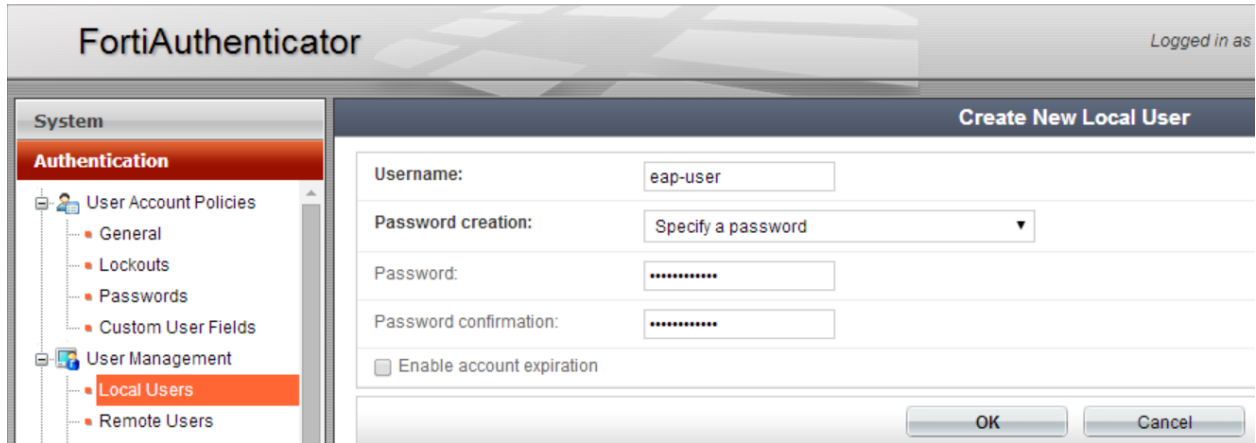 FortiAuthenticator
Logged in as
System
Authentication
User Account Policies
General
Lockouts
Passwords
Custom User Fields
User Management
Local Users
Remote Users
Create New Local User
Username: eap-user
Password creation: Specify a password
Password: ••••••••••••
Password confirmation: ••••••••••••
Enable account expiration
OK Cancel